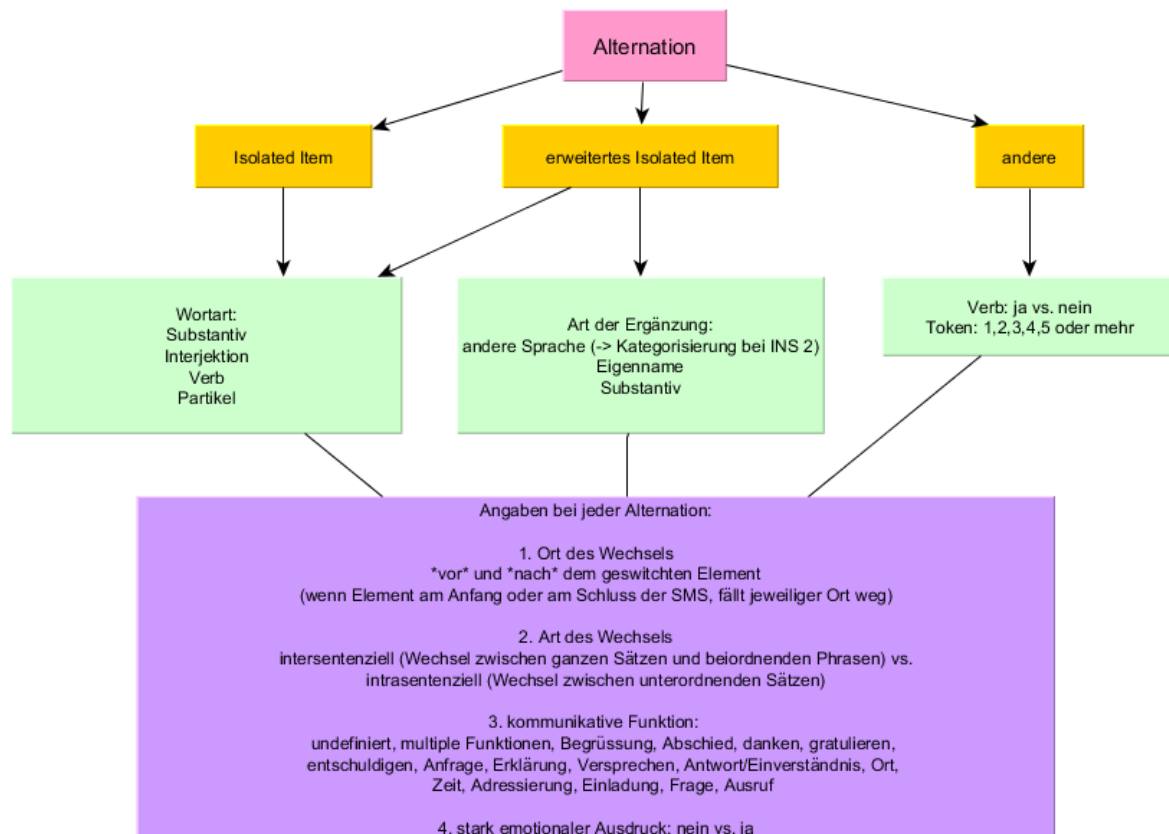 Alternation
Isolated Item
erweitertes Isolated Item
andere
Wortart:
Substantiv
Interjektion
Verb
Partikel
Art der Ergänzung:
andere Sprache (-> Kategorisierung bei INS 2)
Eigenname
Substantiv
Verb: ja vs. nein
Token: 1,2,3,4,5 oder mehr
Angaben bei jeder Alternation:
1. Ort des Wechsels
*vor* und *nach* dem geswitchten Element
(wenn Element am Anfang oder am Schluss der SMS, fällt jeweiliger Ort weg)
2. Art des Wechsels
intersentenziell (Wechsel zwischen ganzen Sätzen und beiordnenden Phrasen) vs.
intrasentenziell (Wechsel zwischen unterordnenden Sätzen)
3. kommunikative Funktion:
undefiniert, multiple Funktionen, Begrüssung, Abschied, danken, gratulieren,
entschuldigen, Anfrage, Erklärung, Versprechen, Antwort/Einverständnis, Ort,
Zeit, Adressierung, Einladung, Frage, Ausruf
4. stark emotionaler Ausdruck: nein vs. ja